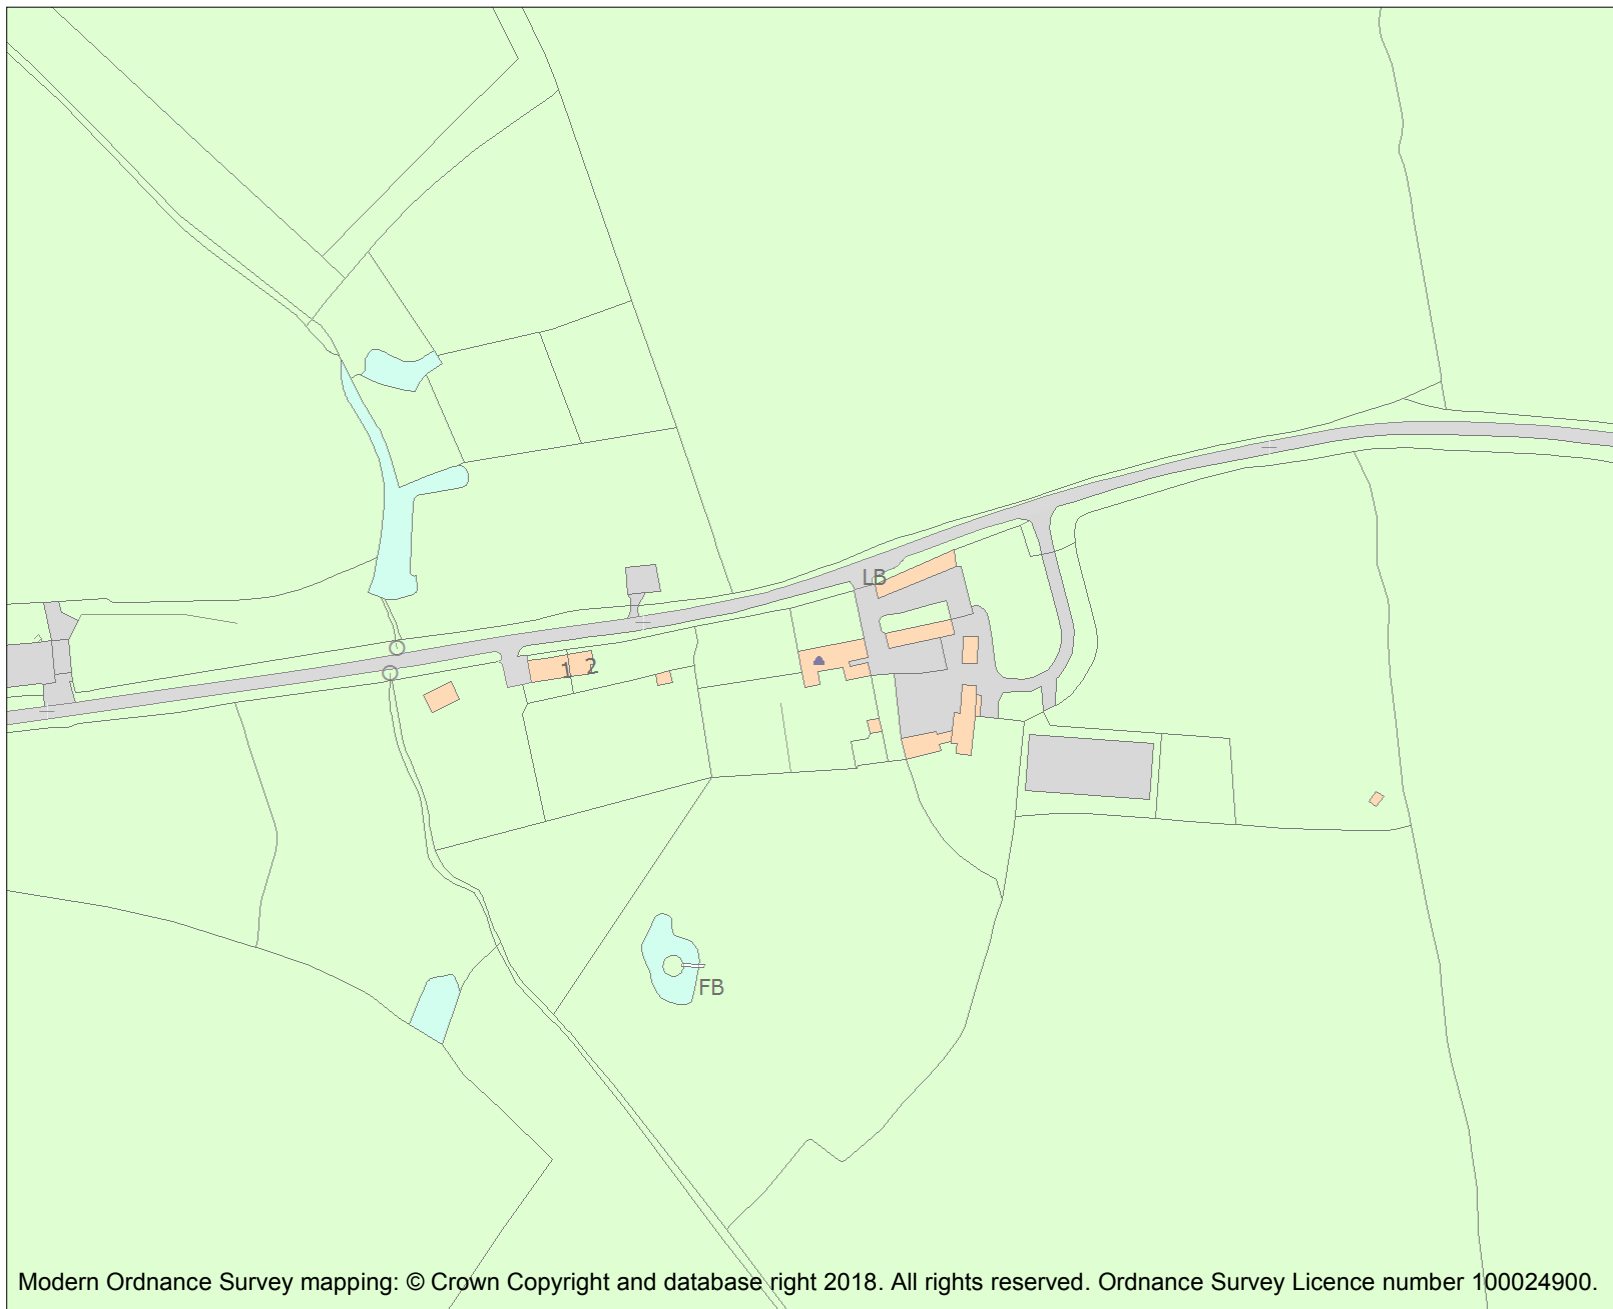 LB
1 2
FB
Modern Ordnance Survey mapping: © Crown Copyright and database right 2018. All rights reserved. Ordnance Survey Licence number 100024900.